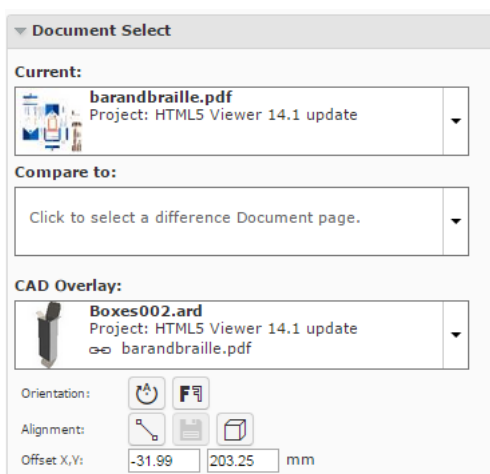 Document Select
Current:
barandbraille.pdf
Project: HTML5 Viewer 14.1 update
Compare to:
Click to select a difference Document page.
CAD Overlay:
Boxes002.ard
Project: HTML5 Viewer 14.1 update
barandbraille.pdf
Orientation:
Alignment:
Offset X,Y: -31.99 203.25 mm